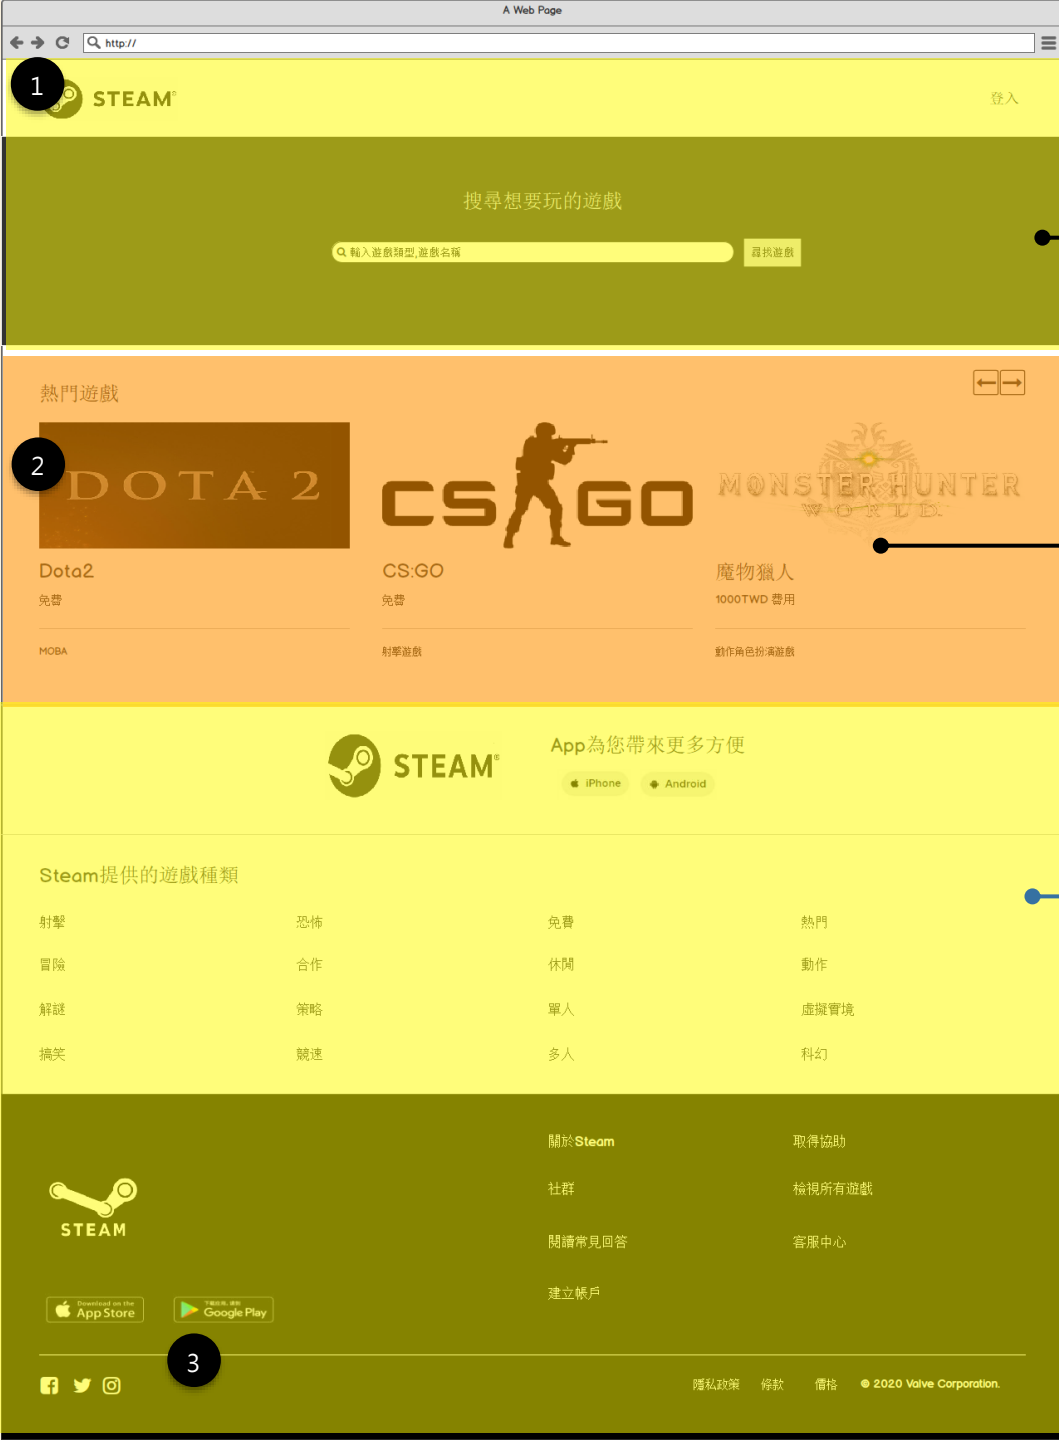 A Web Page
http://
1
STEAM®
登入
搜尋想要玩的遊戲
輸入遊戲類型,遊戲名稱
尋找遊戲
熱門遊戲
2
DOTA 2
CS GO
MONSTER HUNTER
WORLD
Dota2
CS:GO
魔物獵人
免費
免費
1000TWD 費用
MOBA
射擊遊戲
動作角色扮演遊戲
STEAM®
App為您帶來更多方便
iPhone
Android
Steam提供的遊戲種類
射擊
恐怖
免費
熱門
冒險
合作
休閒
動作
解謎
策略
單人
虛擬實境
搞笑
競速
多人
科幻
關於Steam
取得協助
社群
檢視所有遊戲
STEAM
閱讀常見回答
客服中心
建立帳戶
Download on the
App Store
Google Play
3
隱私政策
條款
價格
© 2020 Valve Corporation.